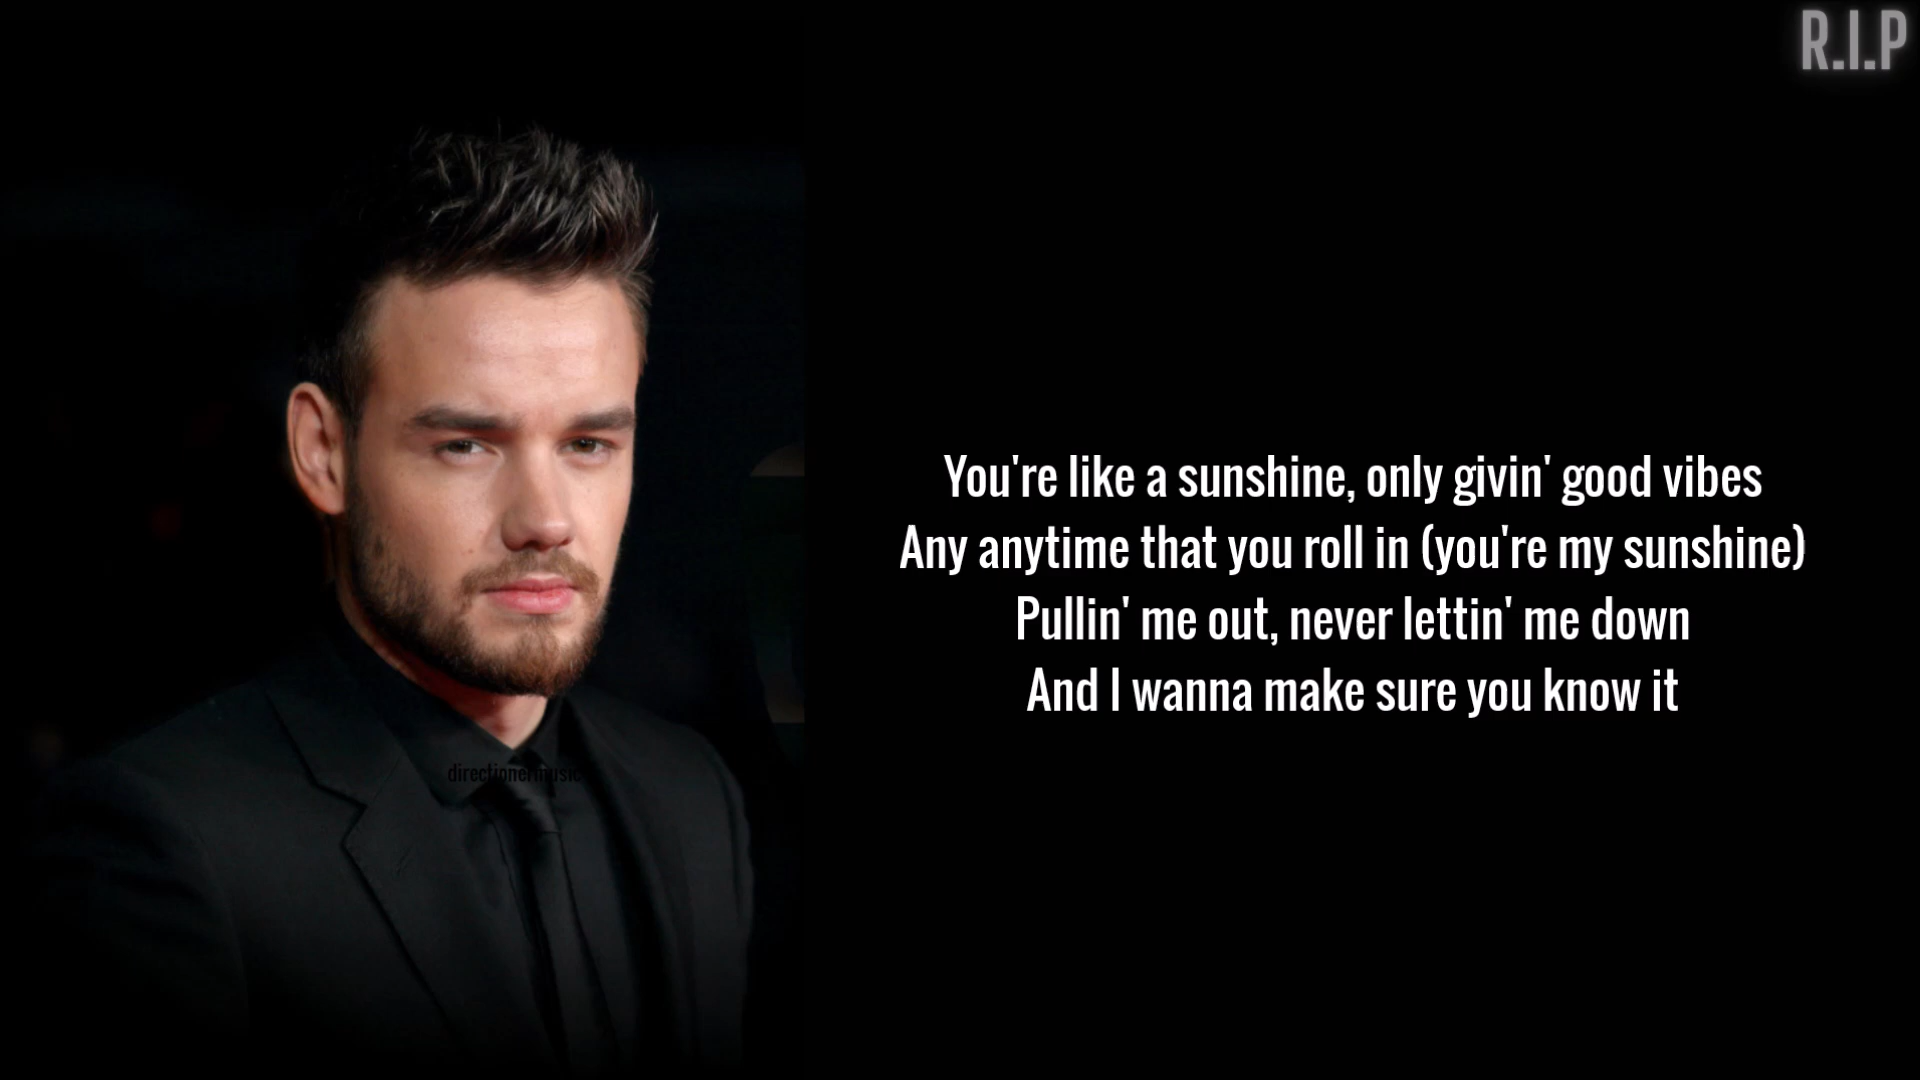 R.I.P
You're like a sunshine, only givin' good vibes
Any anytime that you roll in (you're my sunshine)
Pullin' me out, never lettin' me down
And I wanna make sure you know it
directionermusic